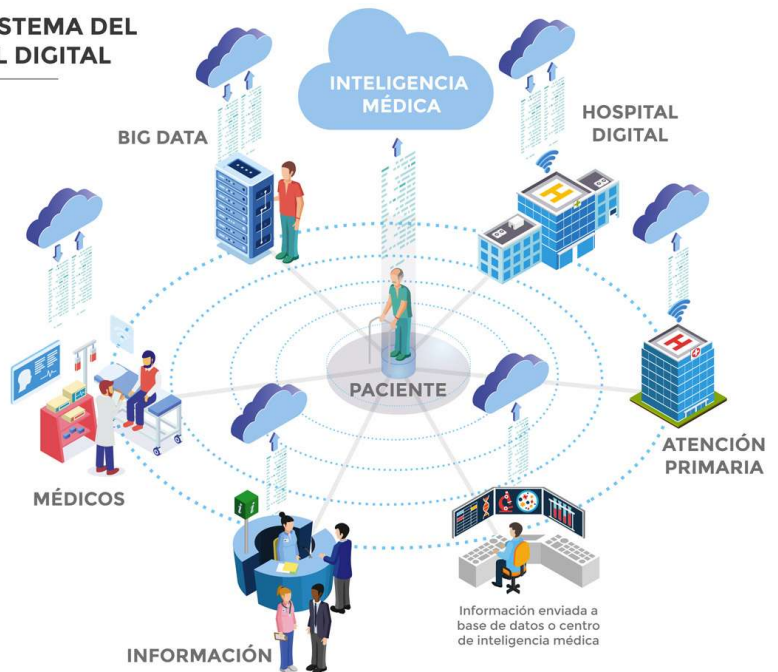 STEMA DEL
L DIGITAL
INTELIGENCIA
MÉDICA
BIG DATA
HOSPITAL
DIGITAL
H
H
PACIENTE
ATENCIÓN
PRIMARIA
MÉDICOS
i i
INFORMACIÓN
Información enviada a
base de datos o centro
de inteligencia médica